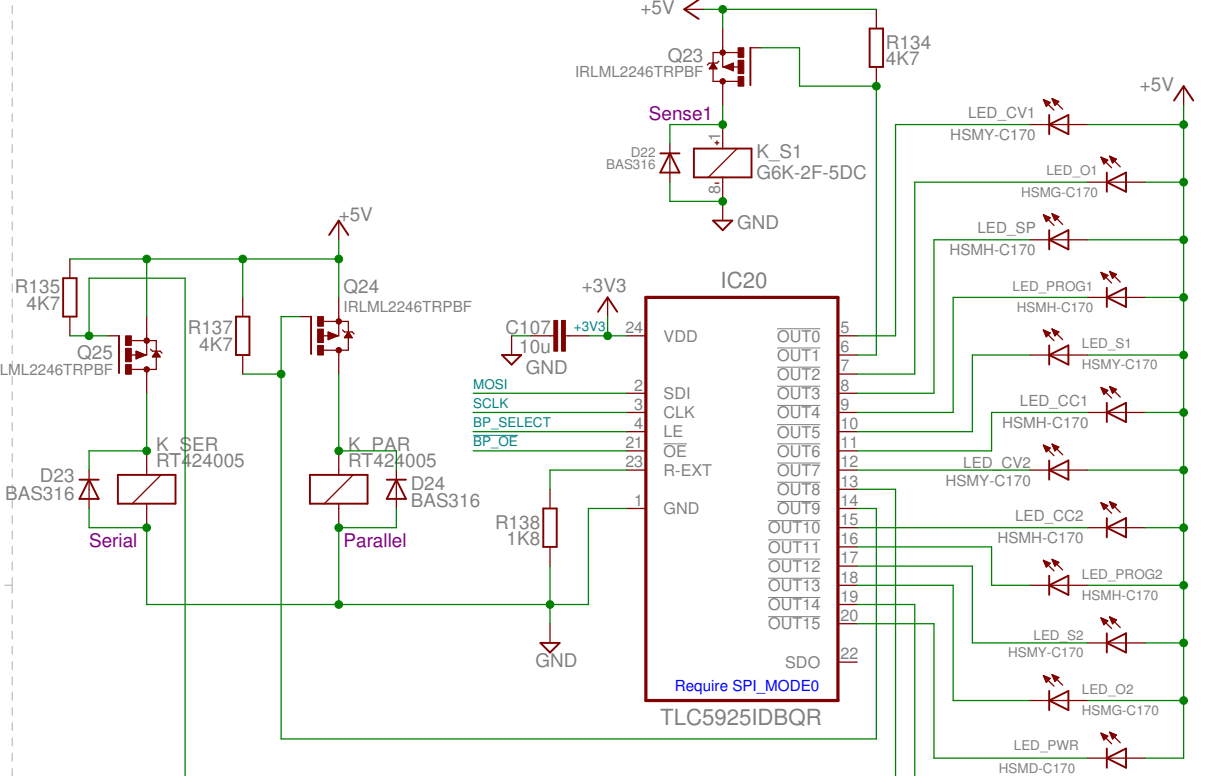 +5V
Q23
IRLML2246TRPBF
R134
4K7
+5V
Sense1
LED_CV1
HSMY-C170
D22
BAS316
1
8
K_S1
G6K-2F-5DC
LED_O1
HSMG-C170
GND
LED_SP
HSMH-C170
+5V
R135
4K7
Q24
IRLML2246TRPBF
+3V3
IC20
LED_PROG1
HSMH-C170
R137
4K7
C107
10u
+3V3
GND
24
VDD
OUT0
5
OUT1
6
Q25
LML2246TRPBF
LED_S1
HSMY-C170
OUT2
7
MOSI
2
SDI
OUT3
8
SCLK
3
CLK
OUT4
9
LED_CC1
HSMH-C170
BP_SELECT
4
LE
OUT5
10
BP_OE
21
OE
OUT6
11
K_SER
RT424005
K_PAR
RT424005
23
R-EXT
OUT7
12
LED_CV2
HSMY-C170
D23
BAS316
D24
BAS316
OUT8
13
1
GND
OUT9
14
R138
1K8
OUT10
15
LED_CC2
HSMH-C170
Serial
Parallel
OUT11
16
OUT12
17
LED_PROG2
HSMH-C170
OUT13
18
OUT14
19
OUT15
20
LED_S2
HSMY-C170
GND
SDO
22
Require SPI_MODE0
LED_O2
HSMG-C170
TLC5925IDBQR
LED_PWR
HSMD-C170